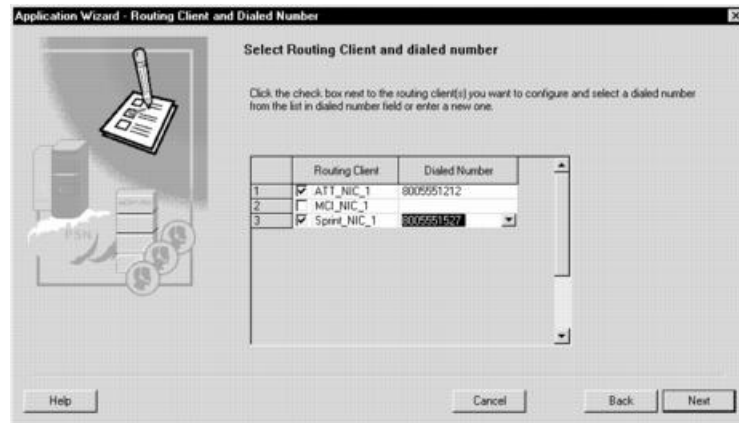 Application Wizard - Routing Client and Dialed Number
Select Routing Client and dialed number
Click the check box next to the routing client(s) you want to configure and select a dialed number
from the list in dialed number field or enter a new one.
Routing Client Dialed Number
1 ATT_NIC_1 8005551212
2 MCI_NIC_1
3 Sprint_NIC_1 8005551527
PSN
Help Cancel Back Next